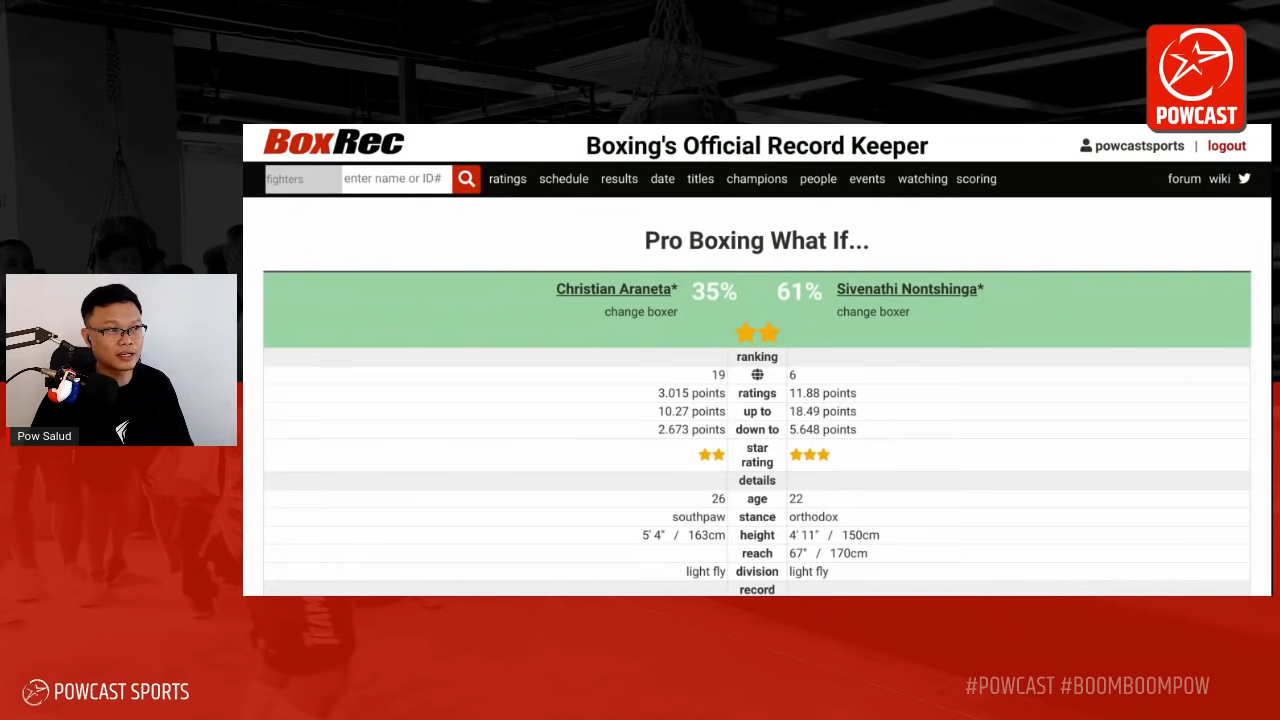 POWCAST
BoxRec
Boxing's Official Record Keeper
powcastsports | logout
fighters
enter name or ID#
ratings schedule results date titles champions people events watching scoring
forum wiki
Pro Boxing What If...
Christian Araneta* 35% 61% Sivenathi Nontshinga*
change boxer change boxer
ranking
19 6
3.015 points ratings 11.88 points
10.27 points up to 18.49 points
2.673 points down to 5.648 points
star
rating
details
26 age 22
southpaw stance orthodox
5' 4" / 163cm height 4' 11" / 150cm
reach 67" / 170cm
light fly division light fly
record
Pow Salud
TEAM
POWCAST SPORTS
#POWCAST #BOOMBOOMPOW